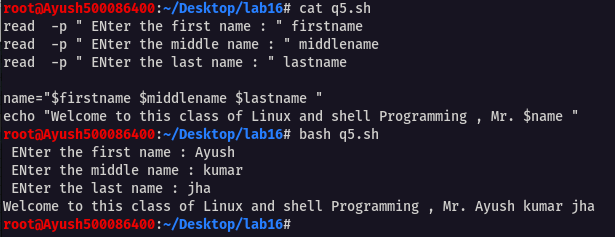 root@Ayush500086400:~/Desktop/lab16# cat q5.sh
read  -p " ENter the first name : " firstname
read  -p " ENter the middle name : " middlename
read  -p " ENter the last name : " lastname
name="$firstname $middlename $lastname "
echo "Welcome to this class of Linux and shell Programming , Mr. $name "
root@Ayush500086400:~/Desktop/lab16# bash q5.sh
 ENter the first name : Ayush
 ENter the middle name : kumar
 ENter the last name : jha
Welcome to this class of Linux and shell Programming , Mr. Ayush kumar jha
root@Ayush500086400:~/Desktop/lab16#